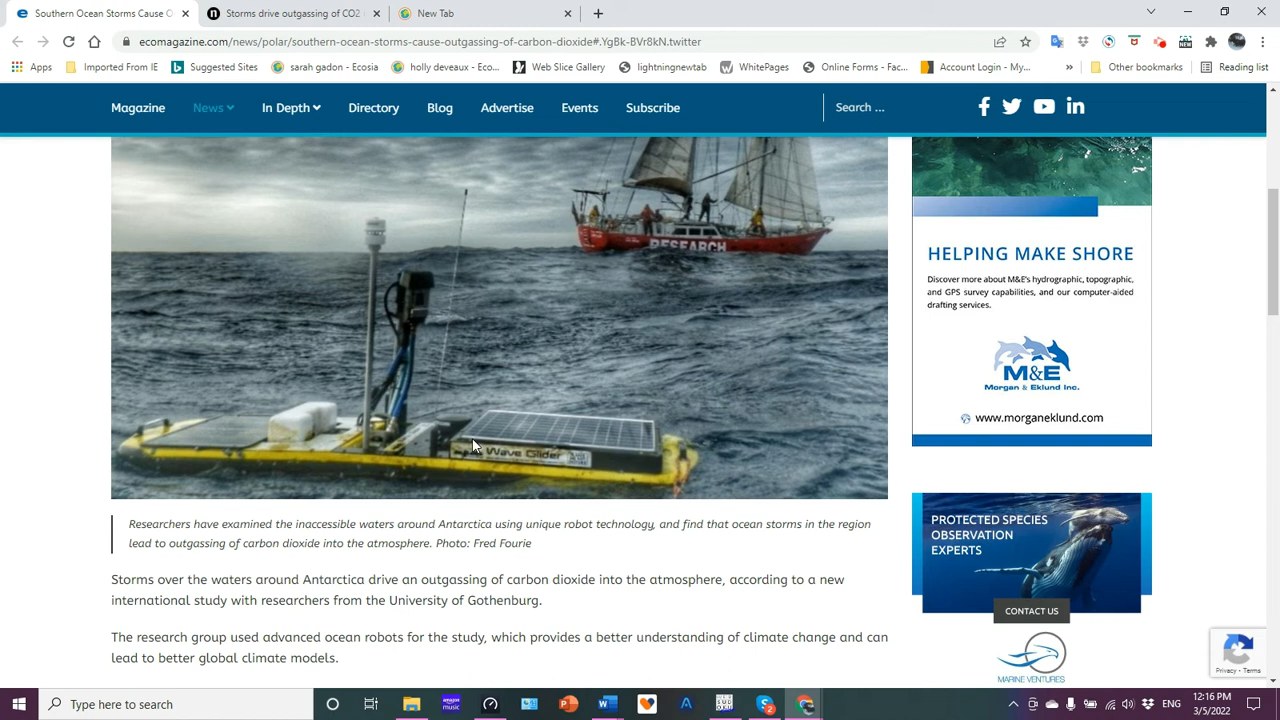 Southern Ocean Storms Cause O
Storms drive outgassing of CO2
New Tab
ecomagazine.com/news/polar/southern-ocean-storms-cause-outgassing-of-carbon-dioxide#.YgBk-BVr8kN.twitter
Apps
Imported From IE
Suggested Sites
sarah gadon - Ecosia
holly deveaux - Eco...
Web Slice Gallery
lightningnewtab
WhitePages
Online Forms - Fac...
Account Login - My...
»
Other bookmarks
Reading list
Magazine
News
In Depth
Directory
Blog
Advertise
Events
Subscribe
Search ...
RESEARCH
Wave Glider
HELPING MAKE SHORE
Discover more about M&E's hydrographic, topographic,
and GPS survey capabilities, and our computer-aided
drafting services.
M&E
Morgan & Eklund Inc.
www.morganeklund.com
Researchers have examined the inaccessible waters around Antarctica using unique robot technology, and find that ocean storms in the region
lead to outgassing of carbon dioxide into the atmosphere. Photo: Fred Fourie
Storms over the waters around Antarctica drive an outgassing of carbon dioxide into the atmosphere, according to a new
international study with researchers from the University of Gothenburg.
The research group used advanced ocean robots for the study, which provides a better understanding of climate change and can
lead to better global climate models.
PROTECTED SPECIES
OBSERVATION
EXPERTS
CONTACT US
MARINE VENTURES
Privacy - Terms
Type here to search
amazon music
ENG
12:16 PM
3/5/2022